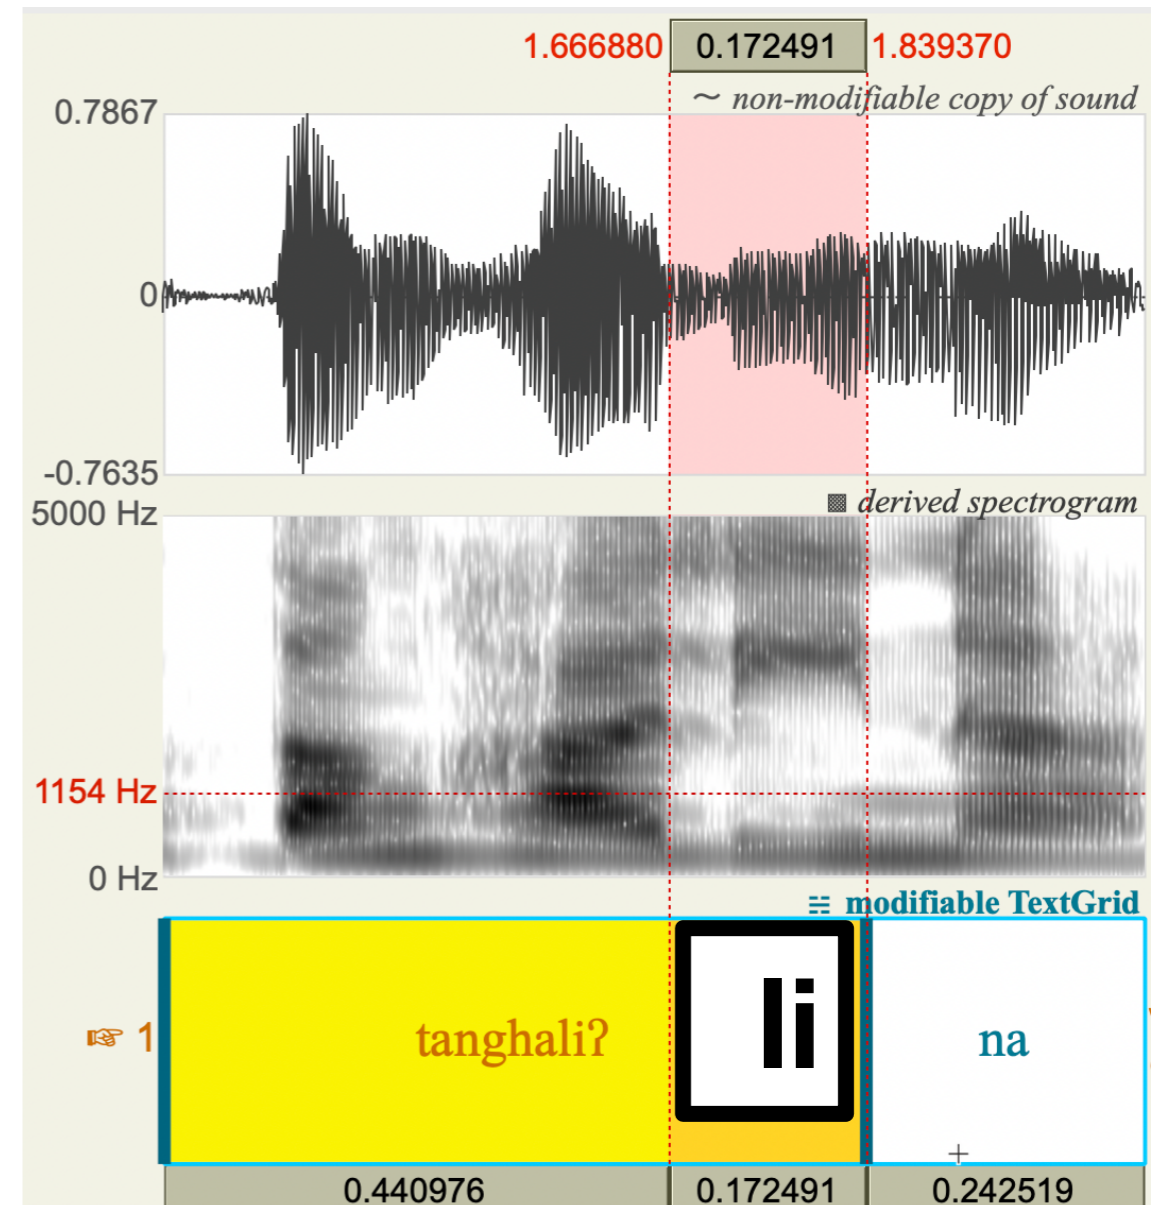 1.666880 0.172491 1.839370
~ non-modifiable copy of sound
0.7867
0
-0.7635
5000 Hz
derived spectrogram
1154 Hz
0 Hz
modifiable TextGrid
1 tanghaliʔ li na
0.440976 0.172491 0.242519